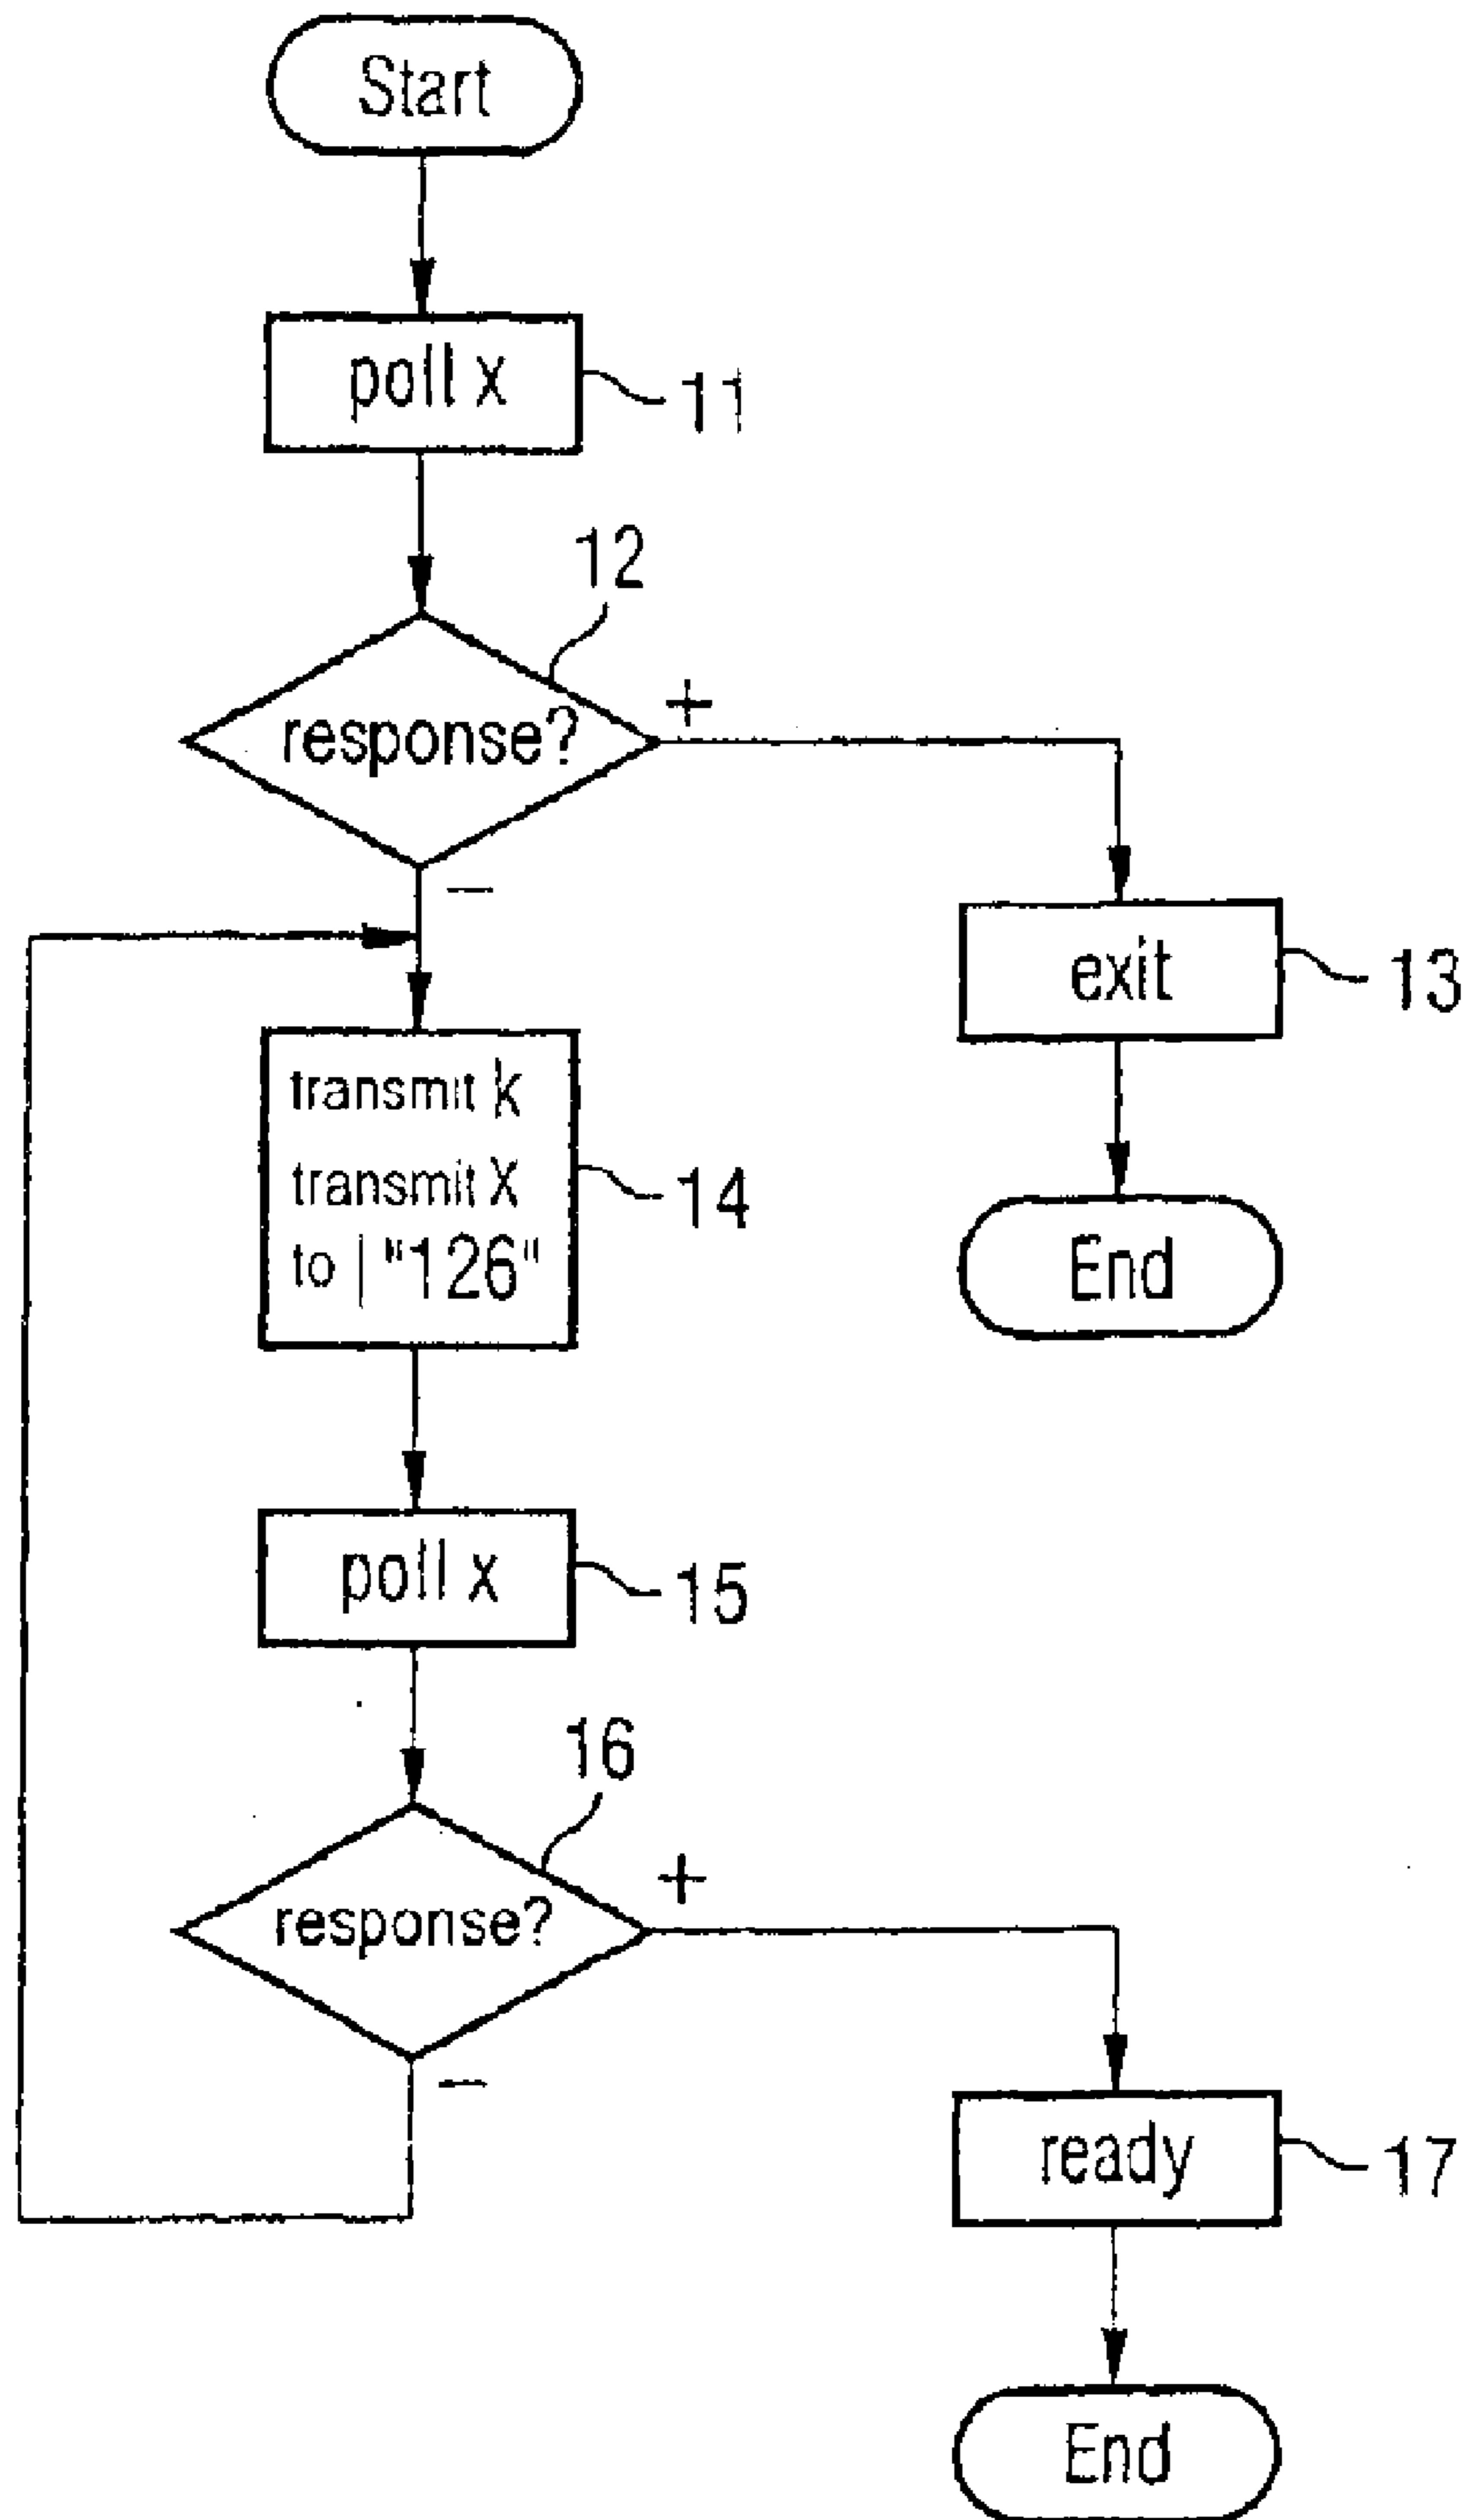 Start
poll x
11
12
response?
+
–
exit
13
transmit k
transmit x
to | "126"
14
End
poll x
15
16
response?
+
–
ready
17
End